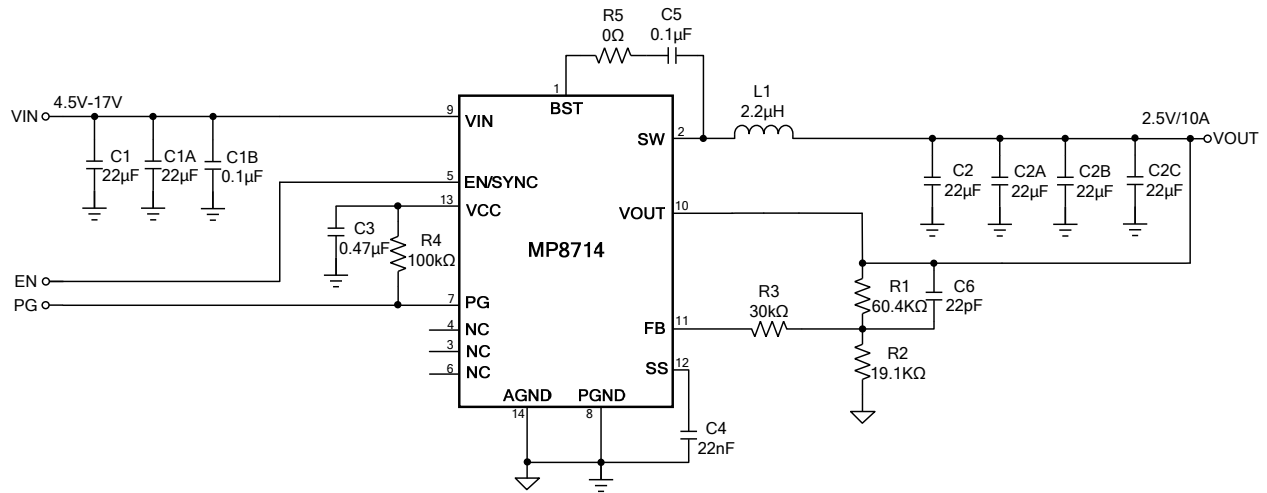 R5
0Ω
C5
0.1µF
1
BST
VIN
4.5V-17V
9
VIN
C1
22µF
C1A
22µF
C1B
0.1µF
SW
2
L1
2.2µH
2.5V/10A
VOUT
C2
22µF
C2A
22µF
C2B
22µF
C2C
22µF
5
EN/SYNC
13
VCC
C3
0.47µF
R4
100kΩ
VOUT
10
MP8714
EN
PG
7
PG
4
NC
3
NC
6
NC
R3
30kΩ
R1
60.4KΩ
C6
22pF
FB
11
R2
19.1KΩ
SS
12
AGND
PGND
14
8
C4
22nF